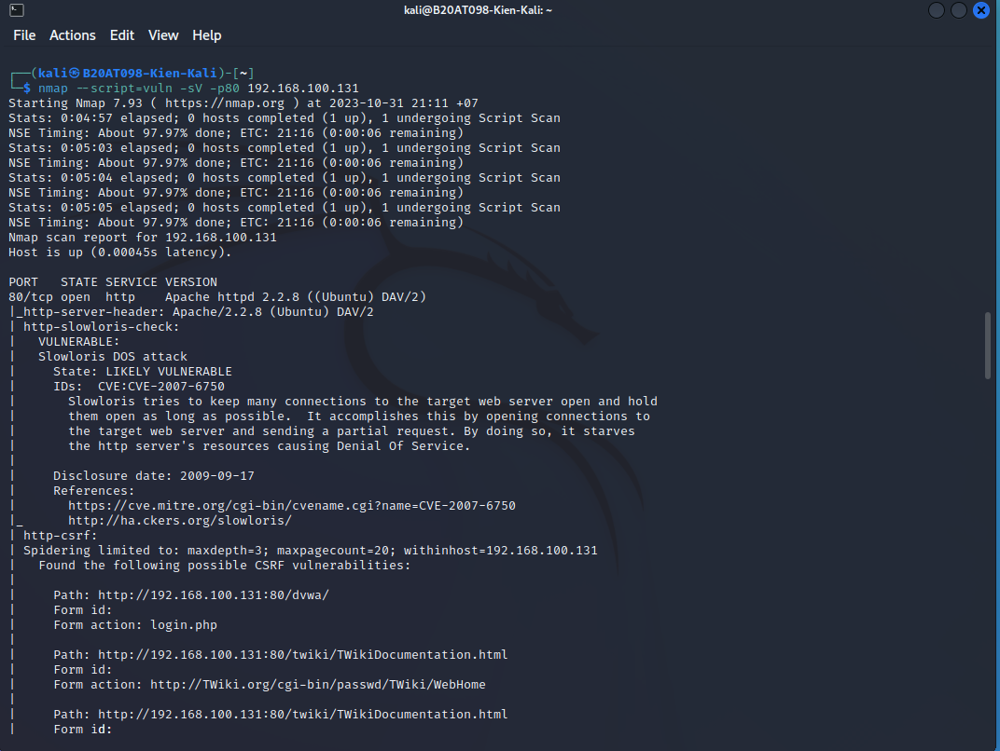 kali@B20AT098-Kien-Kali: ~
File Actions Edit View Help
┌──(kali㉿B20AT098-Kien-Kali)-[~]
└─$ nmap --script=vuln -sV -p80 192.168.100.131
Starting Nmap 7.93 ( https://nmap.org ) at 2023-10-31 21:11 +07
Stats: 0:04:57 elapsed; 0 hosts completed (1 up), 1 undergoing Script Scan
NSE Timing: About 97.97% done; ETC: 21:16 (0:00:06 remaining)
Stats: 0:05:03 elapsed; 0 hosts completed (1 up), 1 undergoing Script Scan
NSE Timing: About 97.97% done; ETC: 21:16 (0:00:06 remaining)
Stats: 0:05:04 elapsed; 0 hosts completed (1 up), 1 undergoing Script Scan
NSE Timing: About 97.97% done; ETC: 21:16 (0:00:06 remaining)
Stats: 0:05:05 elapsed; 0 hosts completed (1 up), 1 undergoing Script Scan
NSE Timing: About 97.97% done; ETC: 21:16 (0:00:06 remaining)
Nmap scan report for 192.168.100.131
Host is up (0.00045s latency).

PORT   STATE SERVICE VERSION
80/tcp open  http    Apache httpd 2.2.8 ((Ubuntu) DAV/2)
|_http-server-header: Apache/2.2.8 (Ubuntu) DAV/2
| http-slowloris-check:
|   VULNERABLE:
|   Slowloris DOS attack
|     State: LIKELY VULNERABLE
|     IDs:  CVE:CVE-2007-6750
|       Slowloris tries to keep many connections to the target web server open and hold
|       them open as long as possible.  It accomplishes this by opening connections to
|       the target web server and sending a partial request. By doing so, it starves
|       the http server's resources causing Denial Of Service.
|
|     Disclosure date: 2009-09-17
|     References:
|       https://cve.mitre.org/cgi-bin/cvename.cgi?name=CVE-2007-6750
|_      http://ha.ckers.org/slowloris/
| http-csrf:
| Spidering limited to: maxdepth=3; maxpagecount=20; withinhost=192.168.100.131
|   Found the following possible CSRF vulnerabilities:
|
|     Path: http://192.168.100.131:80/dvwa/
|     Form id:
|     Form action: login.php
|
|     Path: http://192.168.100.131:80/twiki/TWikiDocumentation.html
|     Form id:
|     Form action: http://TWiki.org/cgi-bin/passwd/TWiki/WebHome
|
|     Path: http://192.168.100.131:80/twiki/TWikiDocumentation.html
|     Form id: